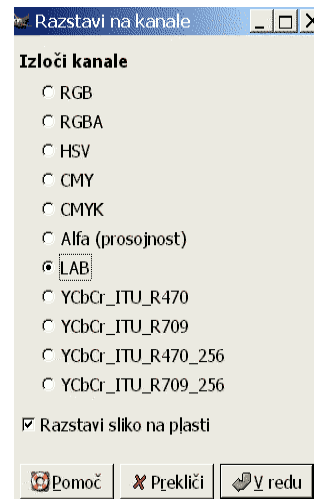 Razstavi na kanale
Izloči kanale
RGB
RGBA
HSV
CMY
CMYK
Alfa (prosojnost)
LAB
YCbCr_ITU_R470
YCbCr_ITU_R709
YCbCr_ITU_R470_256
YCbCr_ITU_R709_256
Razstavi sliko na plasti
Pomoč Prekliči V redu